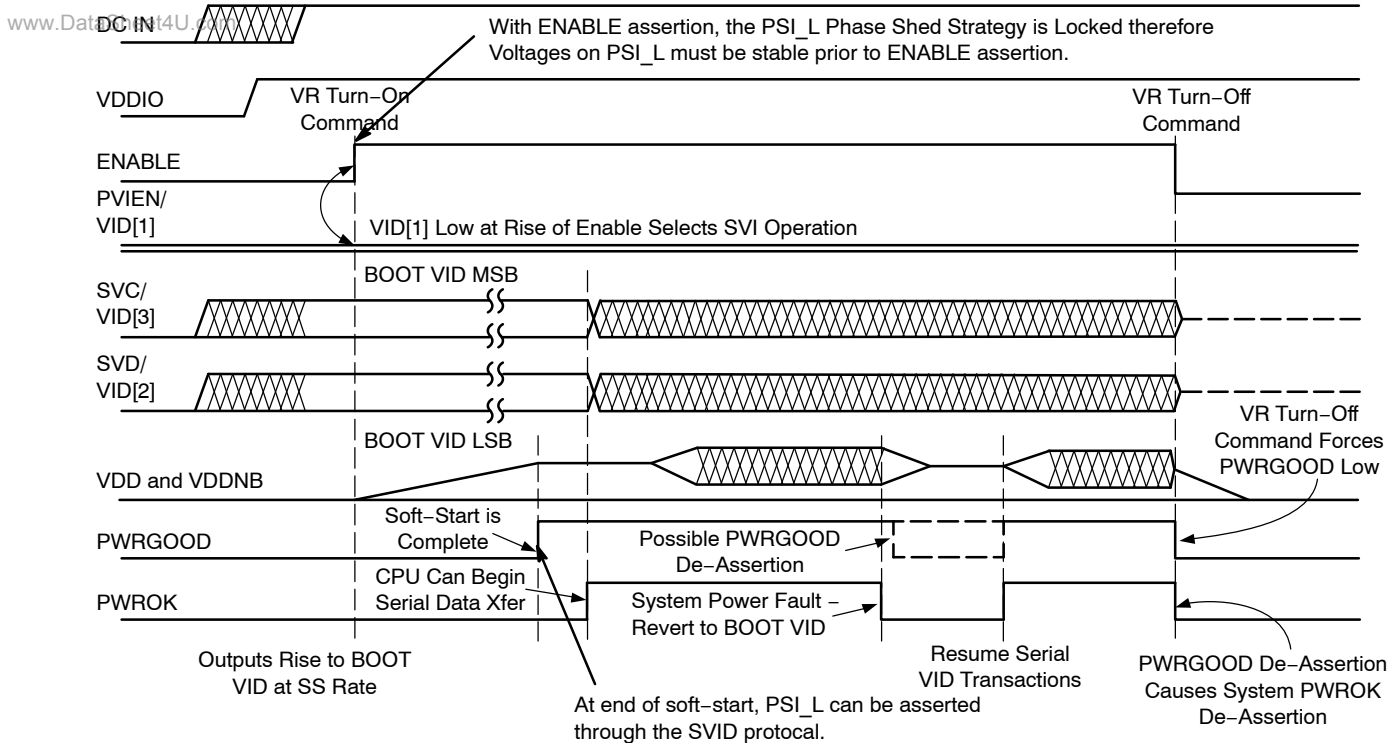 www.DataSheet4U.com
DC IN
With ENABLE assertion, the PSI_L Phase Shed Strategy is Locked therefore
Voltages on PSI_L must be stable prior to ENABLE assertion.
VDDIO
VR Turn−On
Command
VR Turn−Off
Command
ENABLE
PVIEN/
VID[1]
VID[1] Low at Rise of Enable Selects SVI Operation
BOOT VID MSB
SVC/
VID[3]
SVD/
VID[2]
BOOT VID LSB
VR Turn−Off
Command Forces
PWRGOOD Low
VDD and VDDNB
Soft−Start is
Complete
PWRGOOD
Possible PWRGOOD
De−Assertion
CPU Can Begin
Serial Data Xfer
PWROK
System Power Fault −
Revert to BOOT VID
Outputs Rise to BOOT
VID at SS Rate
Resume Serial
VID Transactions
PWRGOOD De−Assertion
Causes System PWROK
De−Assertion
At end of soft−start, PSI_L can be asserted
through the SVID protocal.